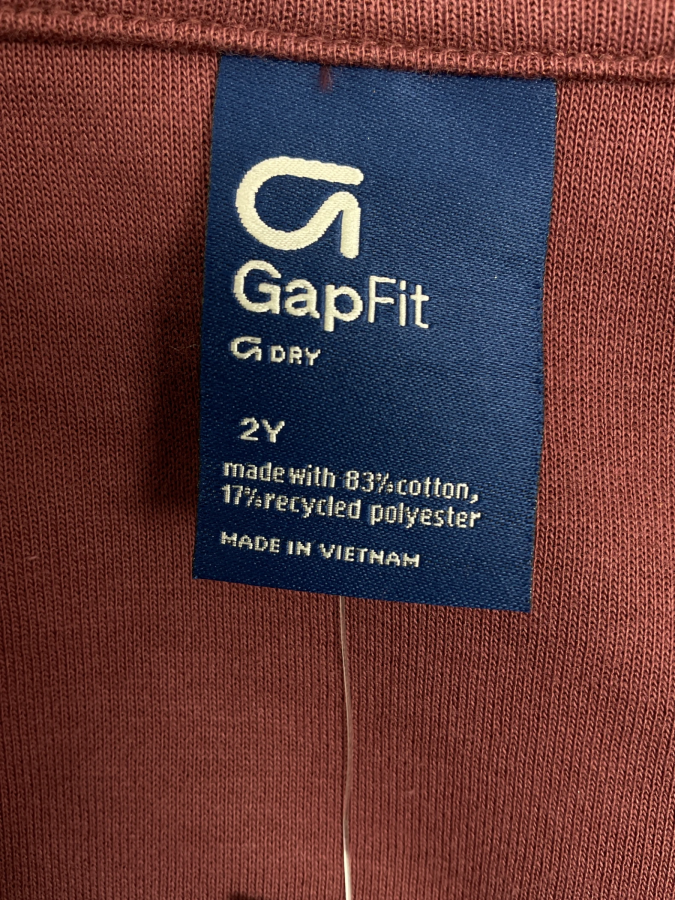 GapFit
G DRY
2Y
made with 83% cotton,
17% recycled polyester
MADE IN VIETNAM